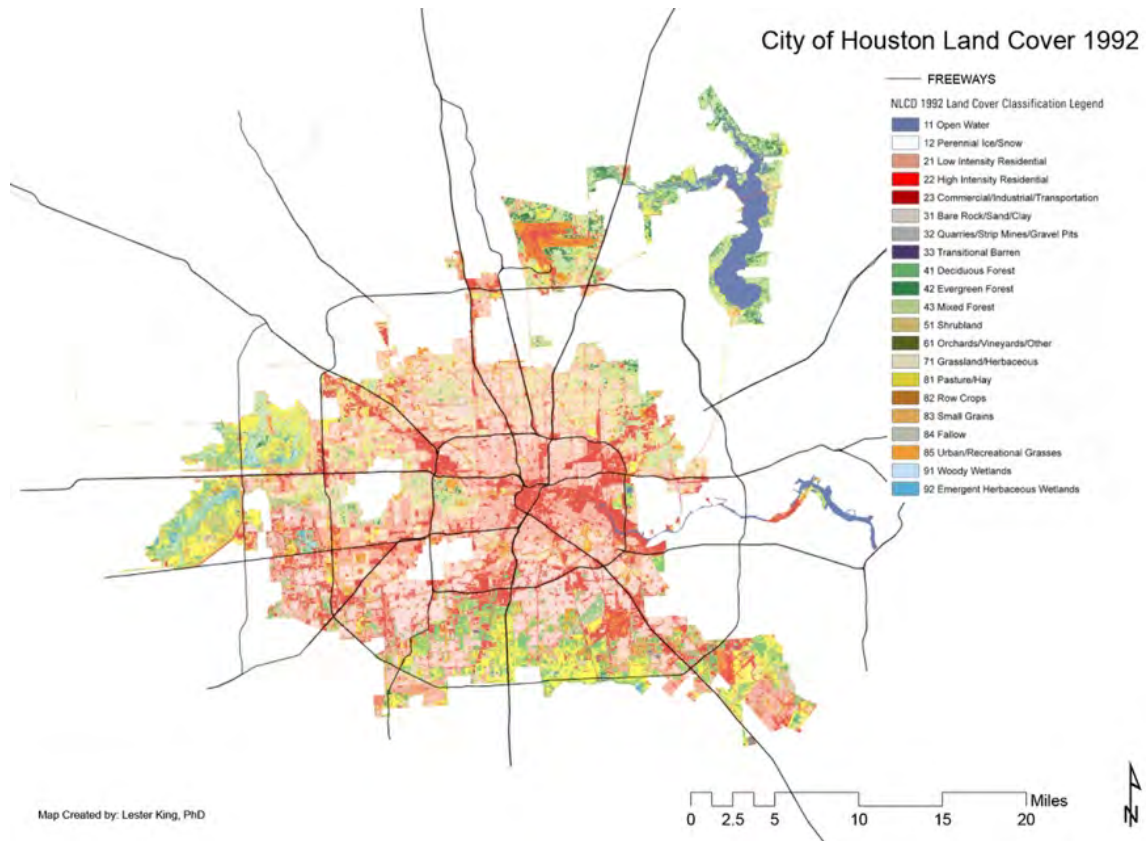 City of Houston Land Cover 1992
FREEWAYS
NLCD 1992 Land Cover Classification Legend
11 Open Water
12 Perennial Ice/Snow
21 Low Intensity Residential
22 High Intensity Residential
23 Commercial/Industrial/Transportation
31 Bare Rock/Sand/Clay
32 Quarries/Strip Mines/Gravel Pits
33 Transitional Barren
41 Deciduous Forest
42 Evergreen Forest
43 Mixed Forest
51 Shrubland
61 Orchards/Vineyards/Other
71 Grassland/Herbaceous
81 Pasture/Hay
82 Row Crops
83 Small Grains
84 Fallow
85 Urban/Recreational Grasses
91 Woody Wetlands
92 Emergent Herbaceous Wetlands
Map Created by: Lester King, PhD
Miles
0 2.5 5 10 15 20
N